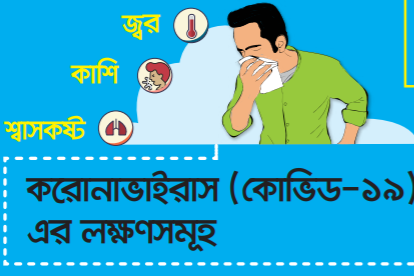 জ্বর
কাশি
শ্বাসকষ্ট
করোনাভাইরাস (কোভিড-১৯)
এর লক্ষণসমূহ